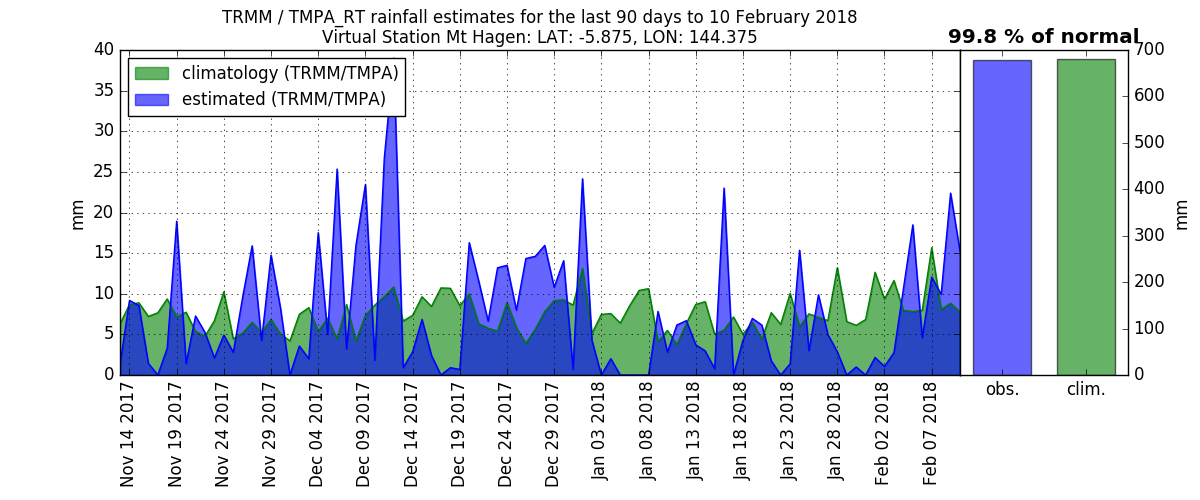 TRMM / TMPA_RT rainfall estimates for the last 90 days to 10 February 2018
Virtual Station Mt Hagen: LAT: -5.875, LON: 144.375
99.8 % of normal
climatology (TRMM/TMPA)
estimated (TRMM/TMPA)
40
35
30
25
20
15
10
5
0
mm
700
600
500
400
300
200
100
0
mm
Nov 14 2017
Nov 19 2017
Nov 24 2017
Nov 29 2017
Dec 04 2017
Dec 09 2017
Dec 14 2017
Dec 19 2017
Dec 24 2017
Dec 29 2017
Jan 03 2018
Jan 08 2018
Jan 13 2018
Jan 18 2018
Jan 23 2018
Jan 28 2018
Feb 02 2018
Feb 07 2018
obs.
clim.